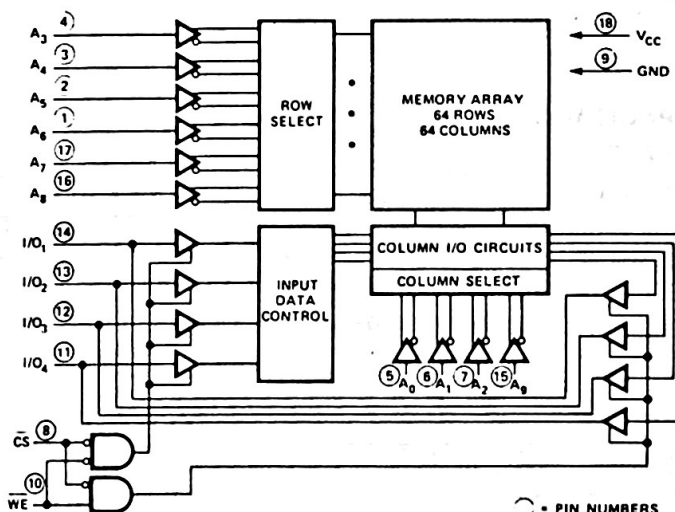 A3 4
A4 3
A5 2
A6 1
A7 17
A8 16
ROW
SELECT
MEMORY ARRAY
64 ROWS
64 COLUMNS
18 VCC
9 GND
I/O1 14
I/O2 13
I/O3 12
I/O4 11
INPUT
DATA
CONTROL
COLUMN I/O CIRCUITS
COLUMN SELECT
5 A0 6 A1 7 A2 15 A9
CS 8
WE 10
= PIN NUMBERS